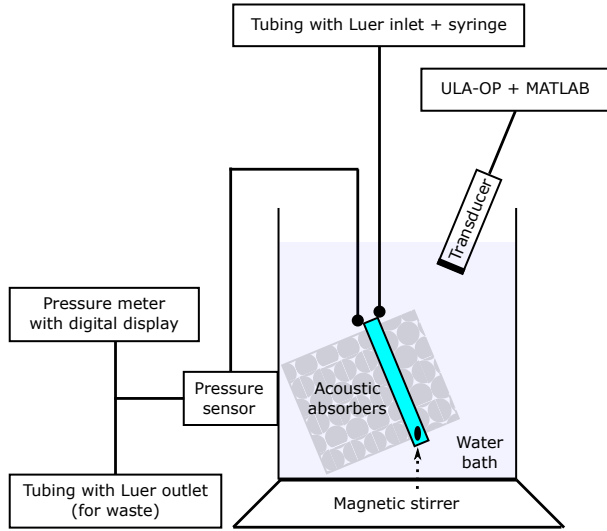 Tubing with Luer inlet + syringe
ULA-OP + MATLAB
Transducer
Pressure meter
with digital display
Pressure
sensor
Acoustic
absorbers
Water
bath
Tubing with Luer outlet
(for waste)
Magnetic stirrer